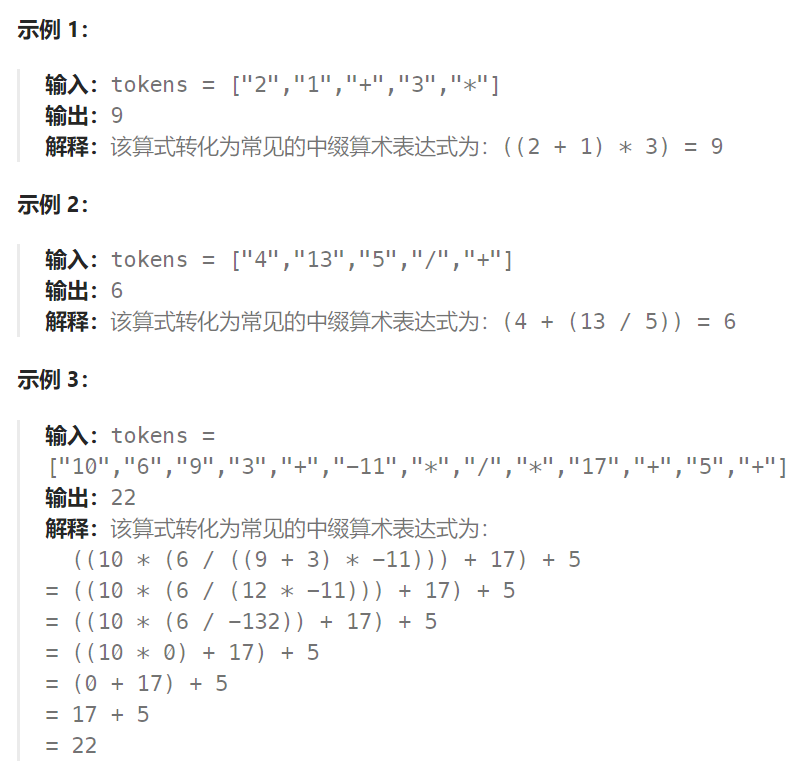 示例 1：
输入：tokens = ["2","1","+","3","*"]
输出：9
解释：该算式转化为常见的中缀算术表达式为：((2 + 1) * 3) = 9
示例 2：
输入：tokens = ["4","13","5","/","+"]
输出：6
解释：该算式转化为常见的中缀算术表达式为：(4 + (13 / 5)) = 6
示例 3：
输入：tokens =
["10","6","9","3","+","-11","*","/","*","17","+","5","+"]
输出：22
解释：该算式转化为常见的中缀算术表达式为：
((10 * (6 / ((9 + 3) * -11))) + 17) + 5
= ((10 * (6 / (12 * -11))) + 17) + 5
= ((10 * (6 / -132)) + 17) + 5
= ((10 * 0) + 17) + 5
= (0 + 17) + 5
= 17 + 5
= 22